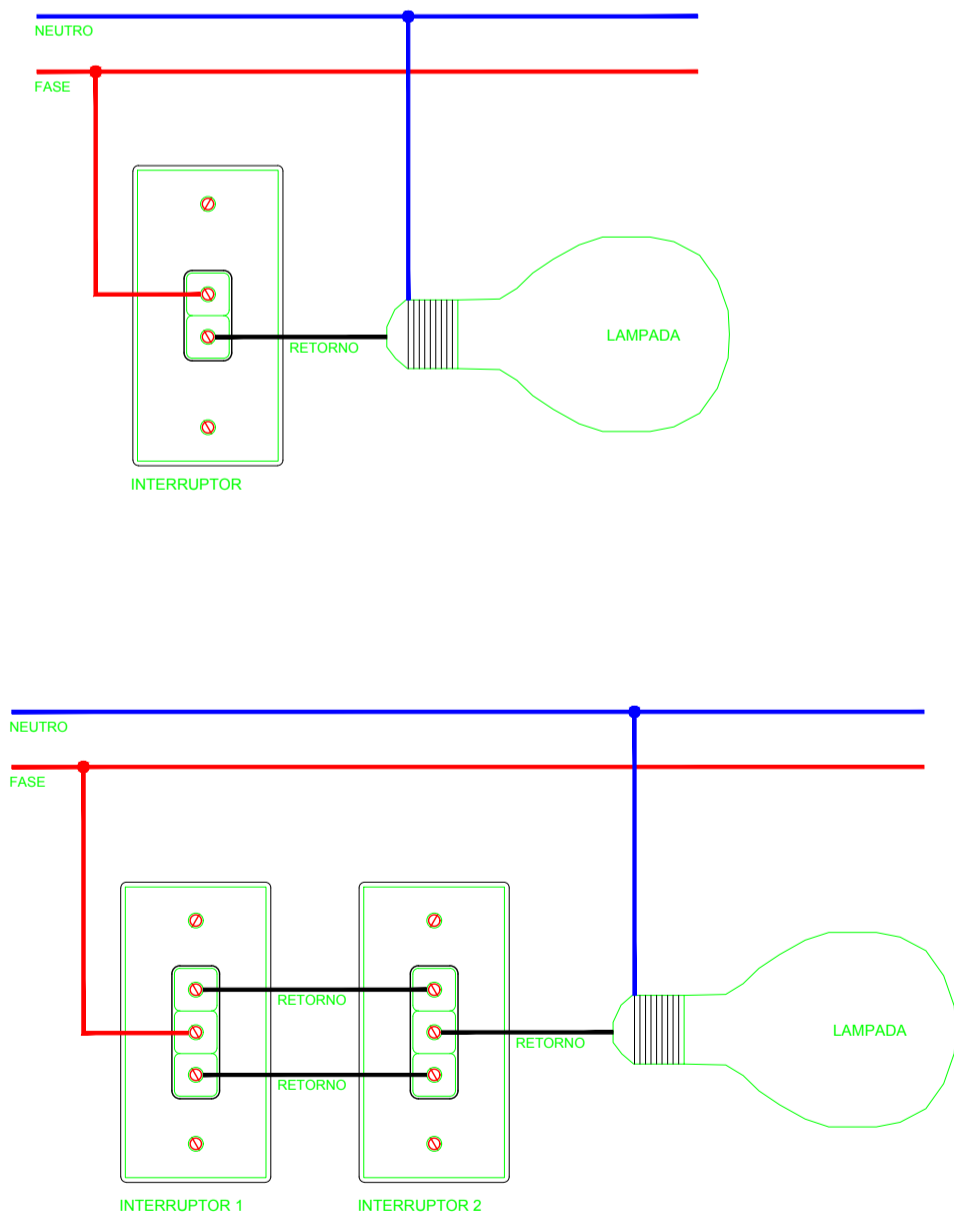 NEUTRO
FASE
LAMPADA
RETORNO
INTERRUPTOR
NEUTRO
FASE
RETORNO
LAMPADA
RETORNO
RETORNO
INTERRUPTOR 1
INTERRUPTOR 2